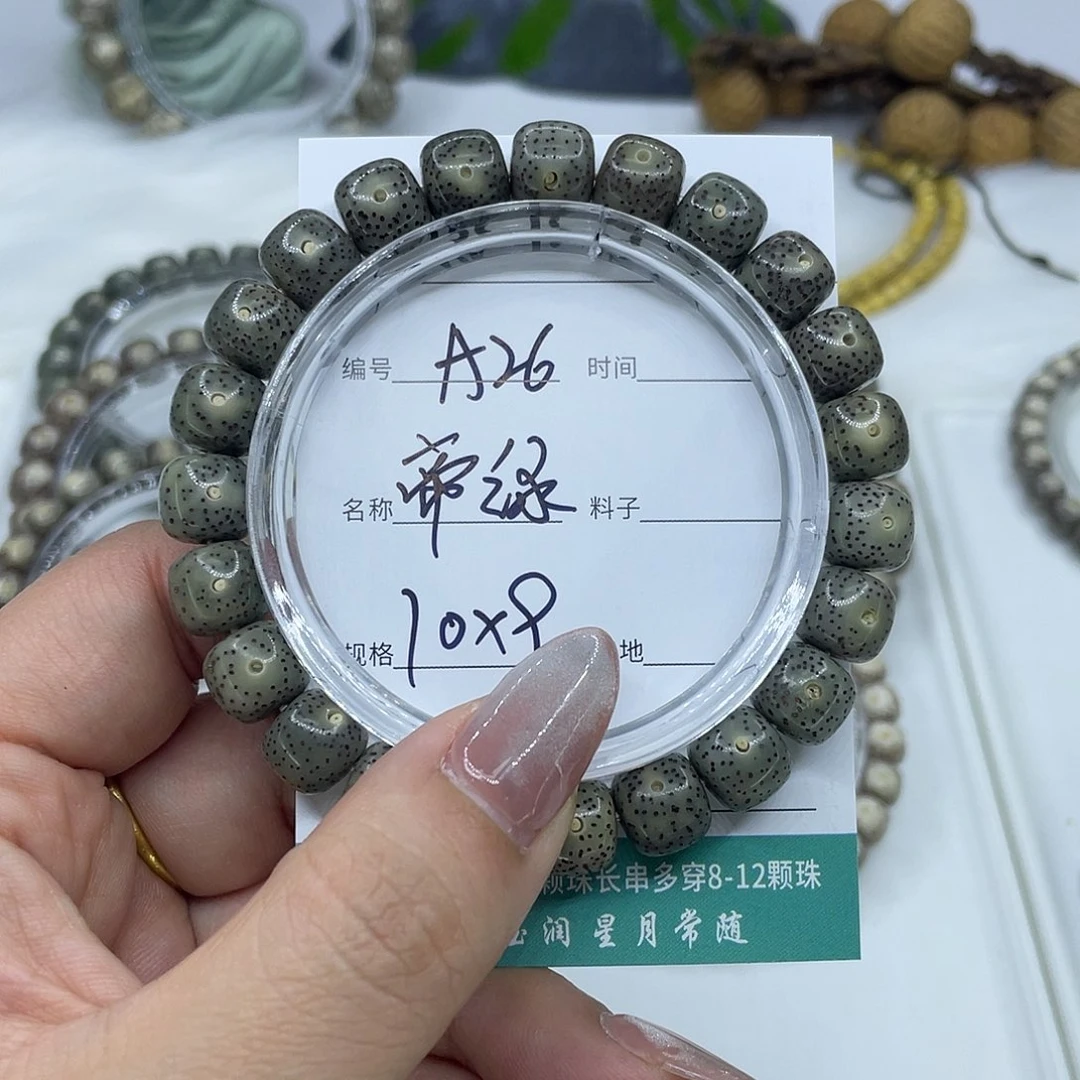 编号 A26 时间
名称 帝绿 料子
规格 10x9 地
颗珠长串多穿8-12颗珠
润星月常随